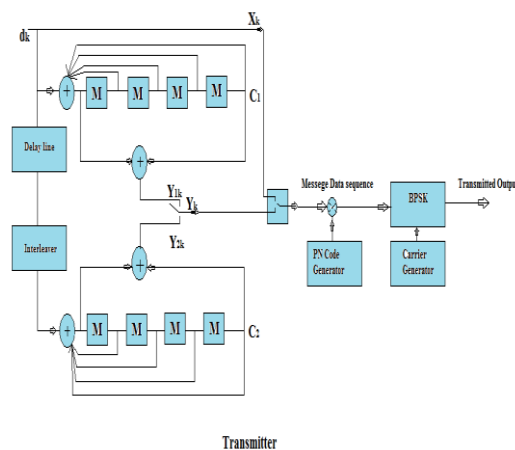 dk
Xk
M M M M
C1
+
+
Delay line
Y1k
Yk
Messege Data sequence
Transmitted Output
BPSK
Interleaver
Y2k
PN Code
Generator
Carrier
Generator
+
+
M M M M
C2
Transmitter